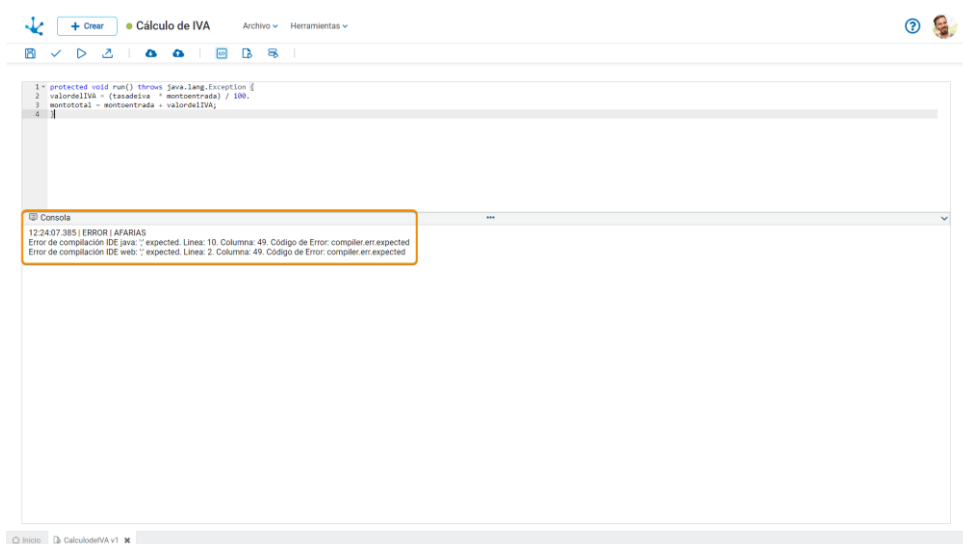 + Crear
Cálculo de IVA
Archivo
Herramientas
?
1 protected void run() throws java.lang.Exception {
2 valordelIVA = (tasadeiva * montoentrada) / 100.
3 montototal = montoentrada + valordelIVA;
4 }
Consola
...
12:24:07.385 | ERROR | AFARIAS
Error de compilación IDE java: ';' expected. Linea: 10. Columna: 49. Código de Error: compiler.err.expected
Error de compilación IDE web: ';' expected. Linea: 2. Columna: 49. Código de Error: compiler.err.expected
Inicio
CalculodeIVA v1